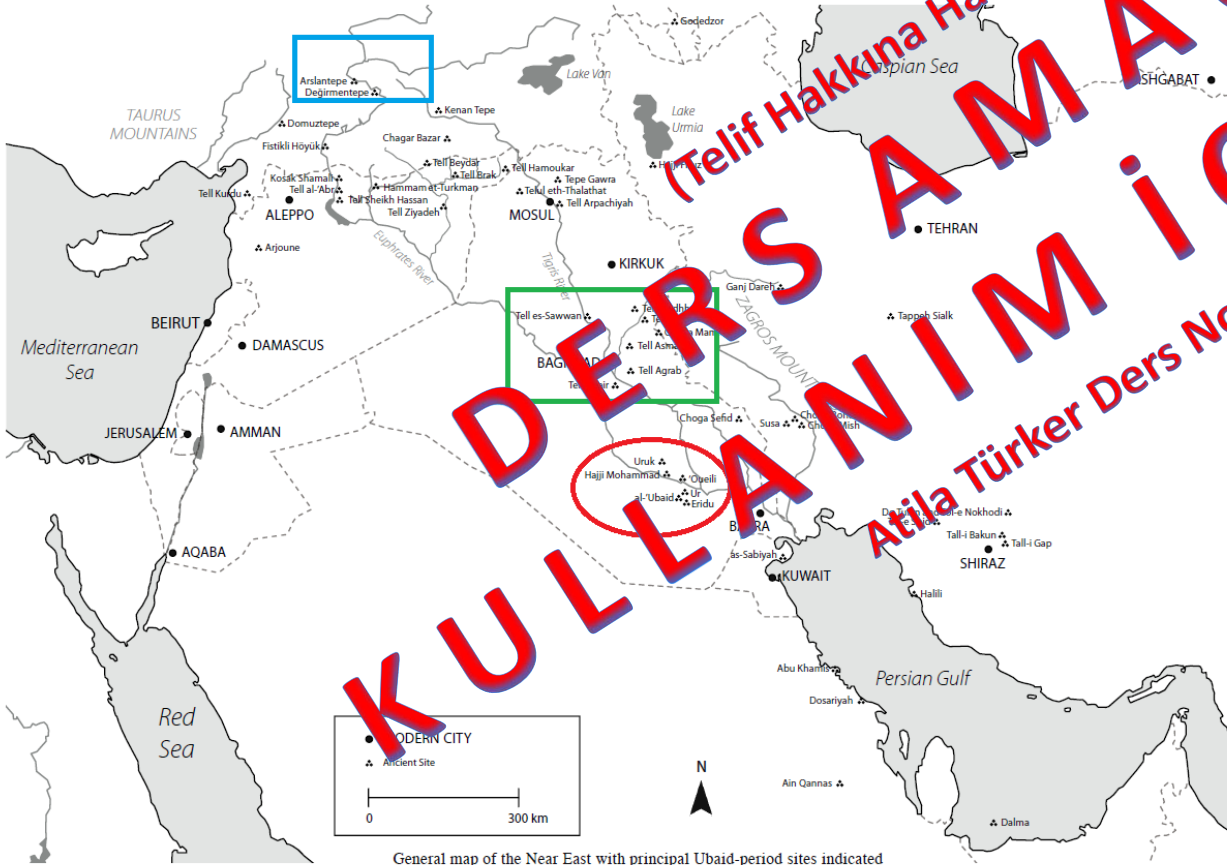 Godedzor
Arslantepe
Değirmentepe
Lake Van
Caspian Sea
ASHGABAT
TAURUS
MOUNTAINS
Kenan Tepe
Domuztepe
Lake
Urmia
Chagar Bazar
Fistikli Höyük
Tell Beydar
Tell Brak
Tell Hamoukar
Tepe Gawra
Kosak Shamali
Tell al-'Abr
Hammam et-Turkman
Telul eth-Thalathat
Tell Kurdu
ALEPPO
Tell Sheikh Hassan
Tell Ziyadeh
MOSUL
Tell Arpachiyah
Arjoune
Euphrates River
Tigris River
KIRKUK
TEHRAN
Ganj Dareh
ZAGROS
Tell es-Sawwan
Tappeh Sialk
BEIRUT
DAMASCUS
Mediterranean
Sea
Tell Asmar
Tell Agrab
Choga Sefid
Susa
JERUSALEM
AMMAN
Uruk
Hajji Mohammad
'Oueili
al-'Ubaid
Ur
Eridu
Tall-i Bakun
Tall-i Gap
SHIRAZ
AQABA
as-Sabiyah
KUWAIT
Halili
Abu Khamis
Persian Gulf
Dosariyah
Red
Sea
MODERN CITY
Ancient Site
0 300 km
N
Ain Qannas
Dalma
General map of the Near East with principal Ubaid-period sites indicated
(Telif Hakkına
DERS
KULLANIMI
Atila Türker Ders